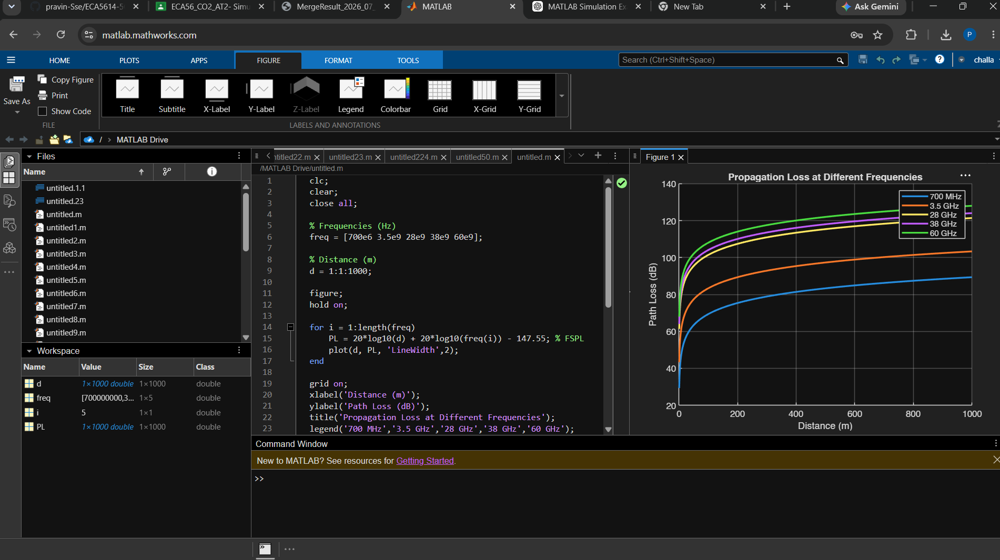 pravin-Sse/ECA5614-5
ECA56_CO2_AT2- Simu
MergeResult_2026_07_
MATLAB
MATLAB Simulation Ex
New Tab
Ask Gemini
matlab.mathworks.com
P
HOME
PLOTS
APPS
FIGURE
FORMAT
TOOLS
Search (Ctrl+Shift+Space)
challa
Save As
Copy Figure
Print
Show Code
FILE
Title
Subtitle
X-Label
Y-Label
Z-Label
Legend
Colorbar
Grid
X-Grid
Y-Grid
LABELS AND ANNOTATIONS
/ › MATLAB Drive
Files
Name
untitled.1.1
untitled.23
untitled.m
untitled1.m
untitled2.m
untitled3.m
untitled4.m
untitled5.m
untitled6.m
untitled7.m
untitled8.m
untitled9.m
Workspace
Name Value Size Class
d 1×1000 double 1×1000 double
freq [700000000,3... 1×5 double
i 5 1×1 double
PL 1×1000 double 1×1000 double
ntitled22.m
untitled23.m
untitled224.m
untitled50.m
untitled.m
/MATLAB Drive/untitled.m
1 clc;
2 clear;
3 close all;
4
5 % Frequencies (Hz)
6 freq = [700e6 3.5e9 28e9 38e9 60e9];
7
8 % Distance (m)
9 d = 1:1:1000;
10
11 figure;
12 hold on;
13
14 for i = 1:length(freq)
15 PL = 20*log10(d) + 20*log10(freq(i)) - 147.55; % FSPL
16 plot(d, PL, 'LineWidth',2);
17 end
18
19 grid on;
20 xlabel('Distance (m)');
21 ylabel('Path Loss (dB)');
22 title('Propagation Loss at Different Frequencies');
23 legend('700 MHz','3.5 GHz','28 GHz','38 GHz','60 GHz');
Figure 1
Propagation Loss at Different Frequencies
140
120
100
80
60
40
20
Path Loss (dB)
700 MHz
3.5 GHz
28 GHz
38 GHz
60 GHz
0 200 400 600 800 1000
Distance (m)
Command Window
New to MATLAB? See resources for Getting Started.
>>